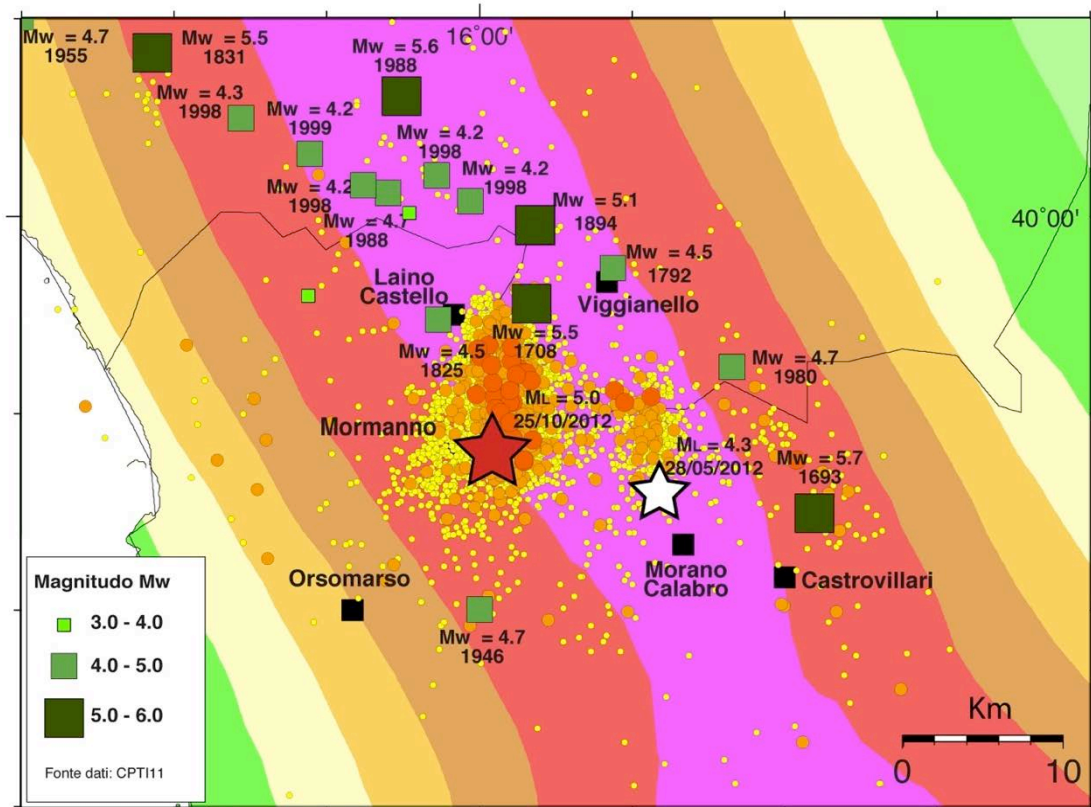 Mw = 4.7
1955
Mw = 5.5
1831
16°00'
Mw = 5.6
1988
Mw = 4.3
1998
Mw = 4.2
1999
Mw = 4.2
1998
Mw = 4.2
1998
Mw = 4.2
1998
Mw = 4.7
1988
Mw = 5.1
1894
40°00'
Mw = 4.5
1792
Laino
Castello
Viggianello
Mw = 5.5
1708
Mw = 4.5
1825
Mw = 4.7
1980
ML = 5.0
25/10/2012
Mormanno
ML = 4.3
28/05/2012
Mw = 5.7
1693
Orsomarso
Morano
Calabro
Castrovillari
Mw = 4.7
1946
Magnitudo Mw
3.0 - 4.0
4.0 - 5.0
5.0 - 6.0
Fonte dati: CPTI11
Km
0 10